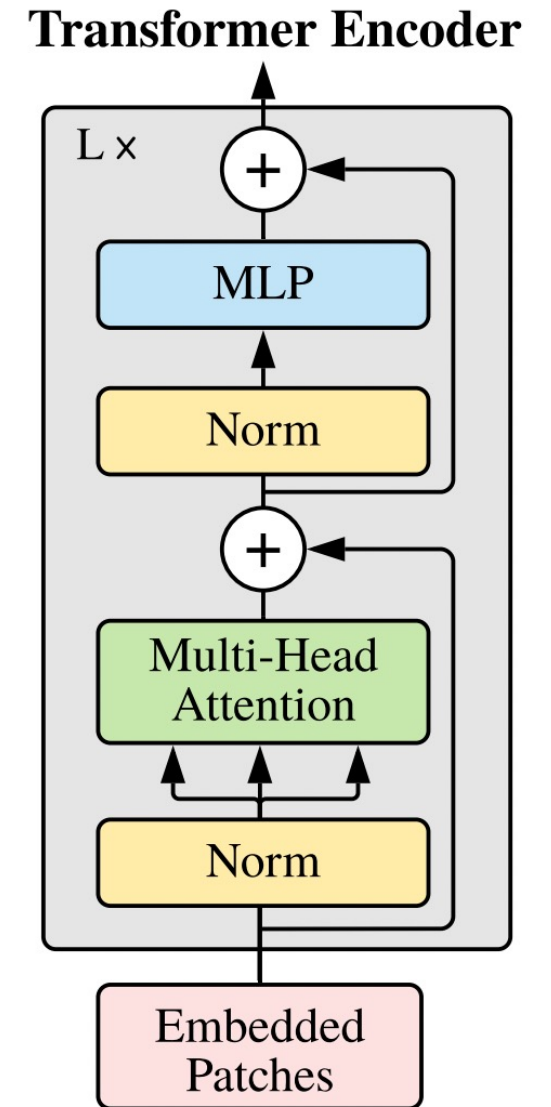 Transformer Encoder
L ×
+
MLP
Norm
+
Multi-Head
Attention
Norm
Embedded
Patches